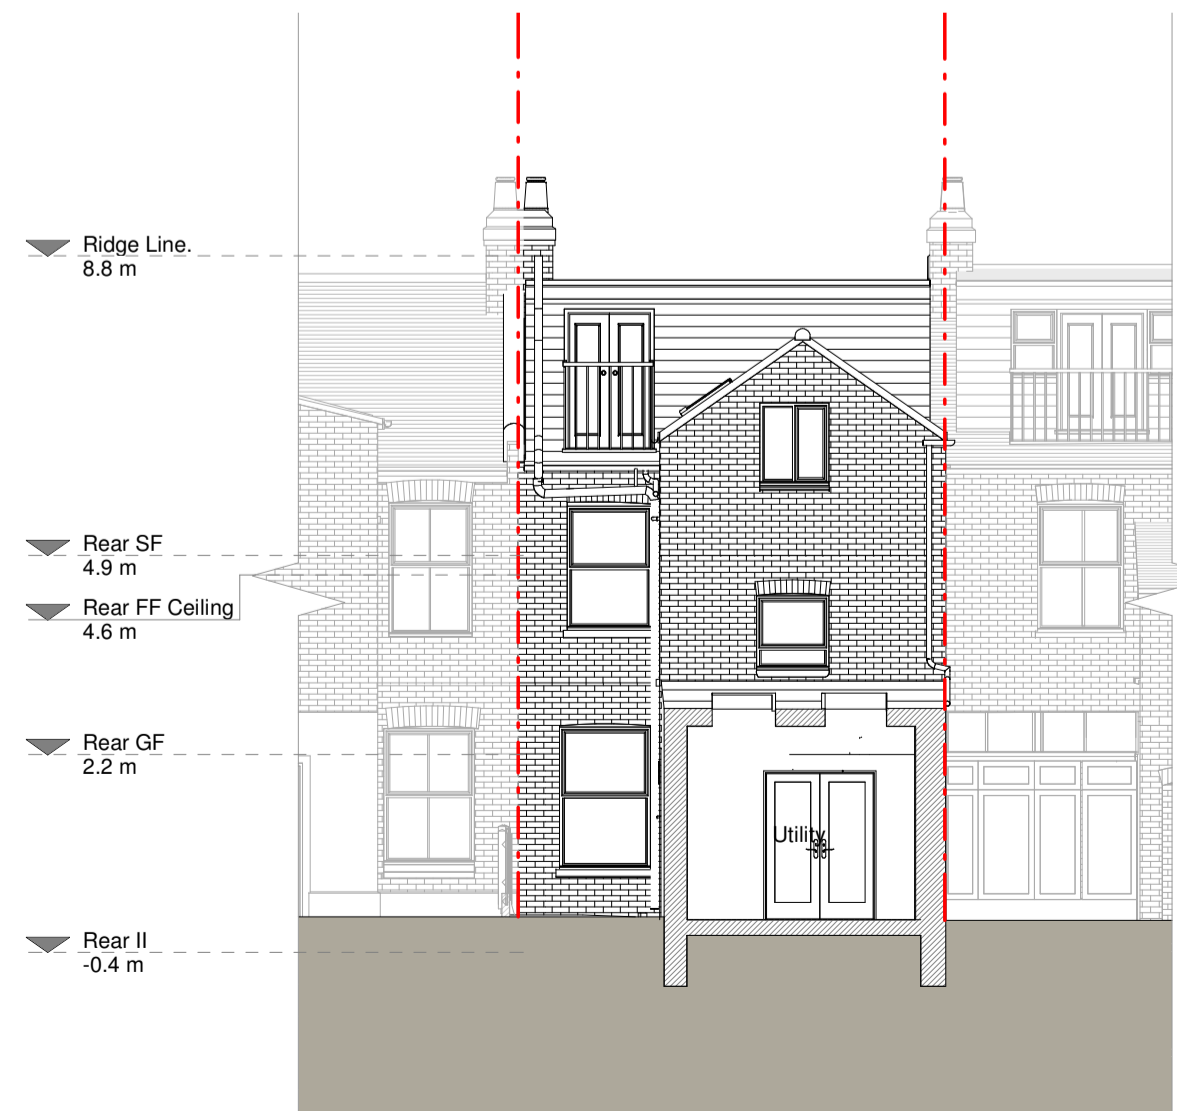 Ridge Line.
8.8 m
Rear SF
4.9 m
Rear FF Ceiling
4.6 m
Rear GF
2.2 m
Utility
Rear II
-0.4 m